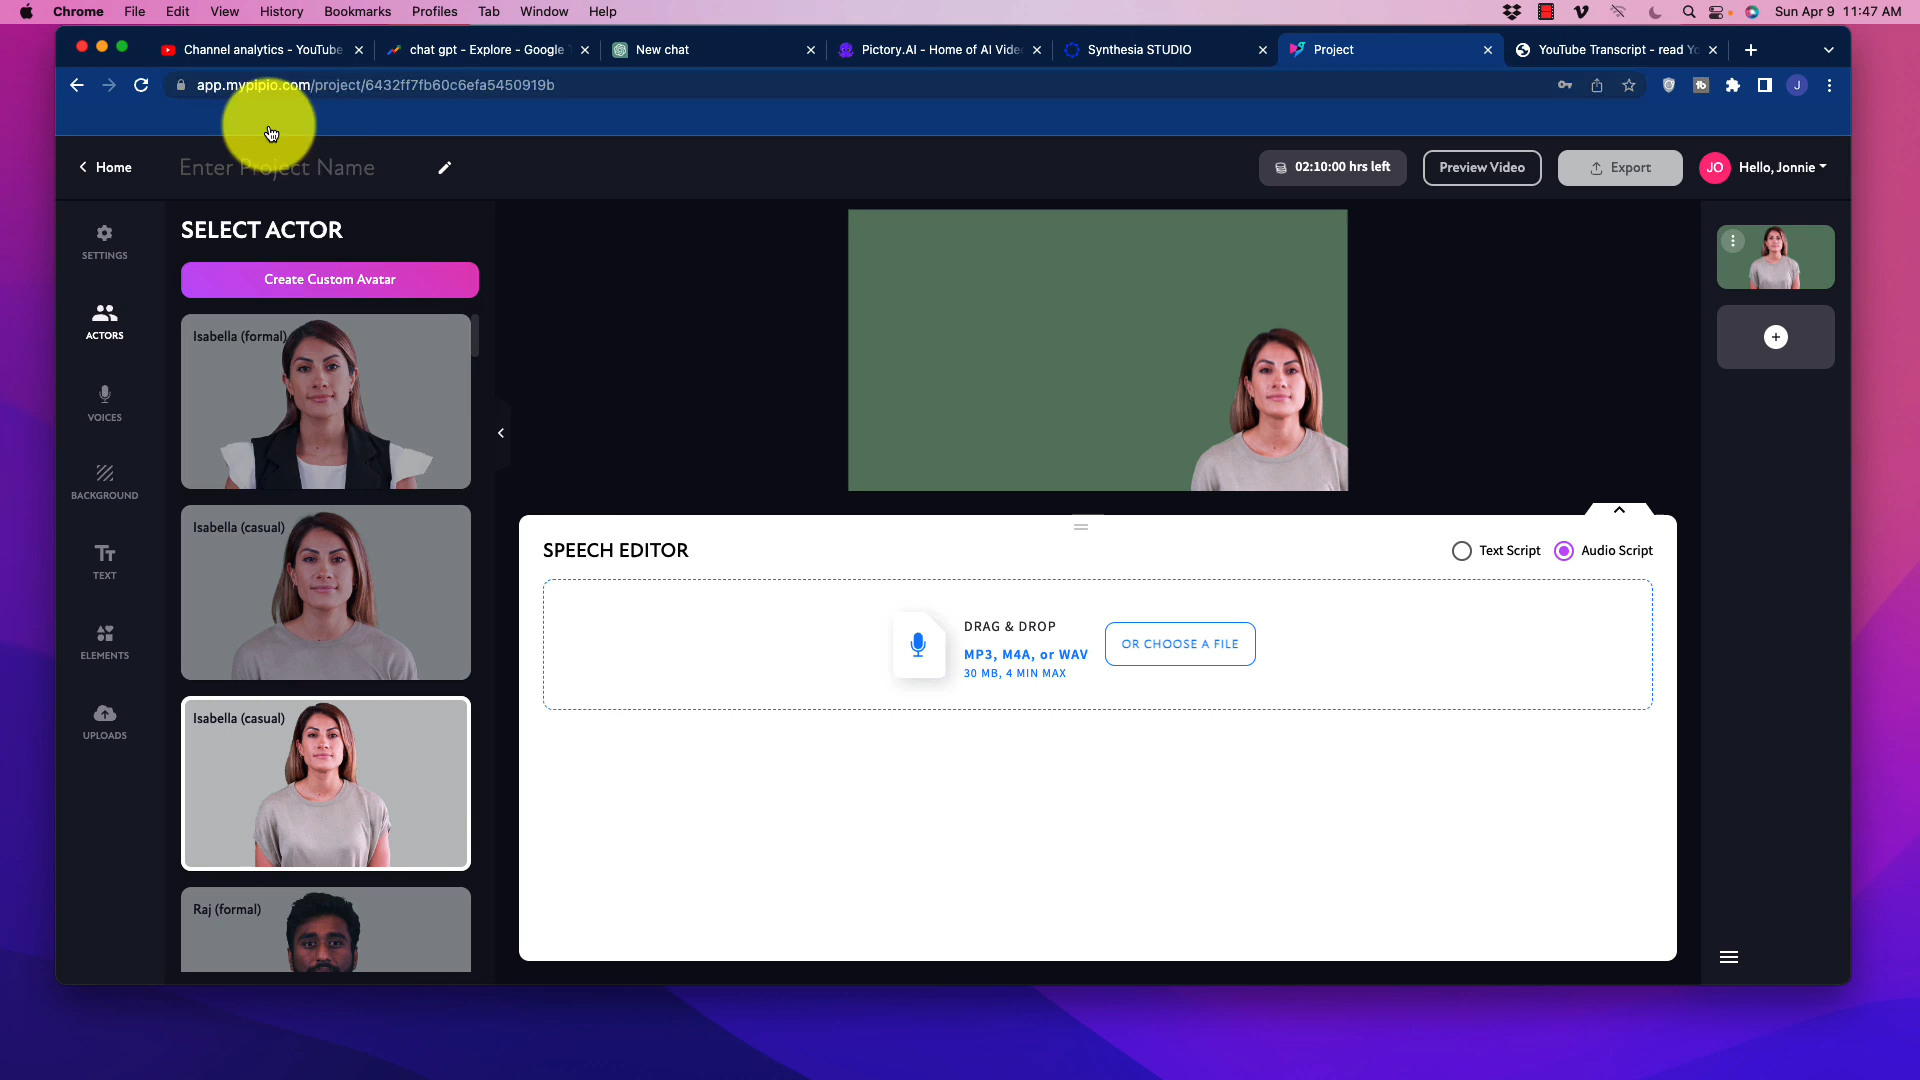 Chrome File Edit View History Bookmarks Profiles Tab Window Help Sun Apr 9 11:47 AM
Channel analytics - YouTube chat gpt - Explore - Google T New chat Pictory.AI - Home of AI Video Synthesia STUDIO Project YouTube Transcript - read Yo
app.mypipio.com/project/6432ff7fb60c6efa5450919b tb J
Home Enter Project Name 02:10:00 hrs left Preview Video Export JO Hello, Jonnie
SETTINGS
ACTORS
VOICES
BACKGROUND
Tt
TEXT
ELEMENTS
UPLOADS
SELECT ACTOR
Create Custom Avatar
Isabella (formal)
Isabella (casual)
Isabella (casual)
Raj (formal)
SPEECH EDITOR Text Script Audio Script
DRAG & DROP
MP3, M4A, or WAV
30 MB, 4 MIN MAX
OR CHOOSE A FILE